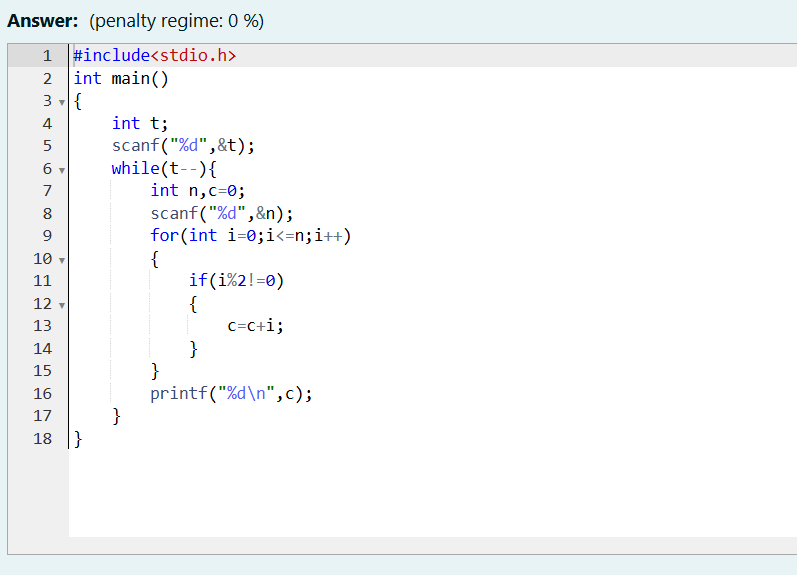 Answer: (penalty regime: 0 %)
1 #include<stdio.h>
2 int main()
3 {
4     int t;
5     scanf("%d",&t);
6     while(t--){
7         int n,c=0;
8         scanf("%d",&n);
9         for(int i=0;i<=n;i++)
10         {
11             if(i%2!=0)
12             {
13                 c=c+i;
14             }
15         }
16         printf("%d\n",c);
17     }
18 }